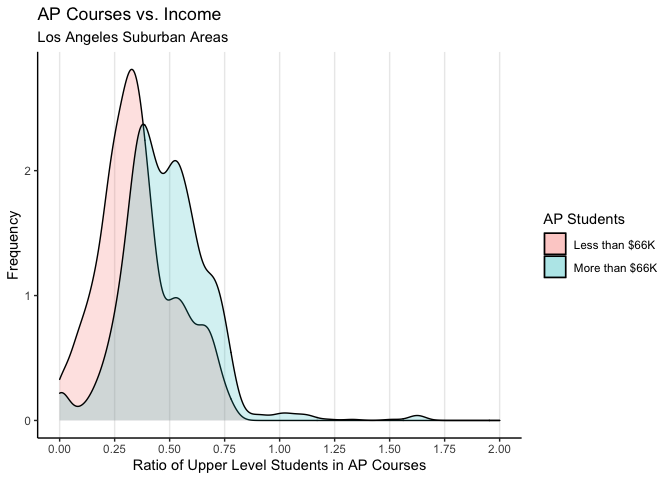 AP Courses vs. Income
Los Angeles Suburban Areas
Frequency
2
1
0
0.00 0.25 0.50 0.75 1.00 1.25 1.50 1.75 2.00
Ratio of Upper Level Students in AP Courses
AP Students
Less than $66K
More than $66K